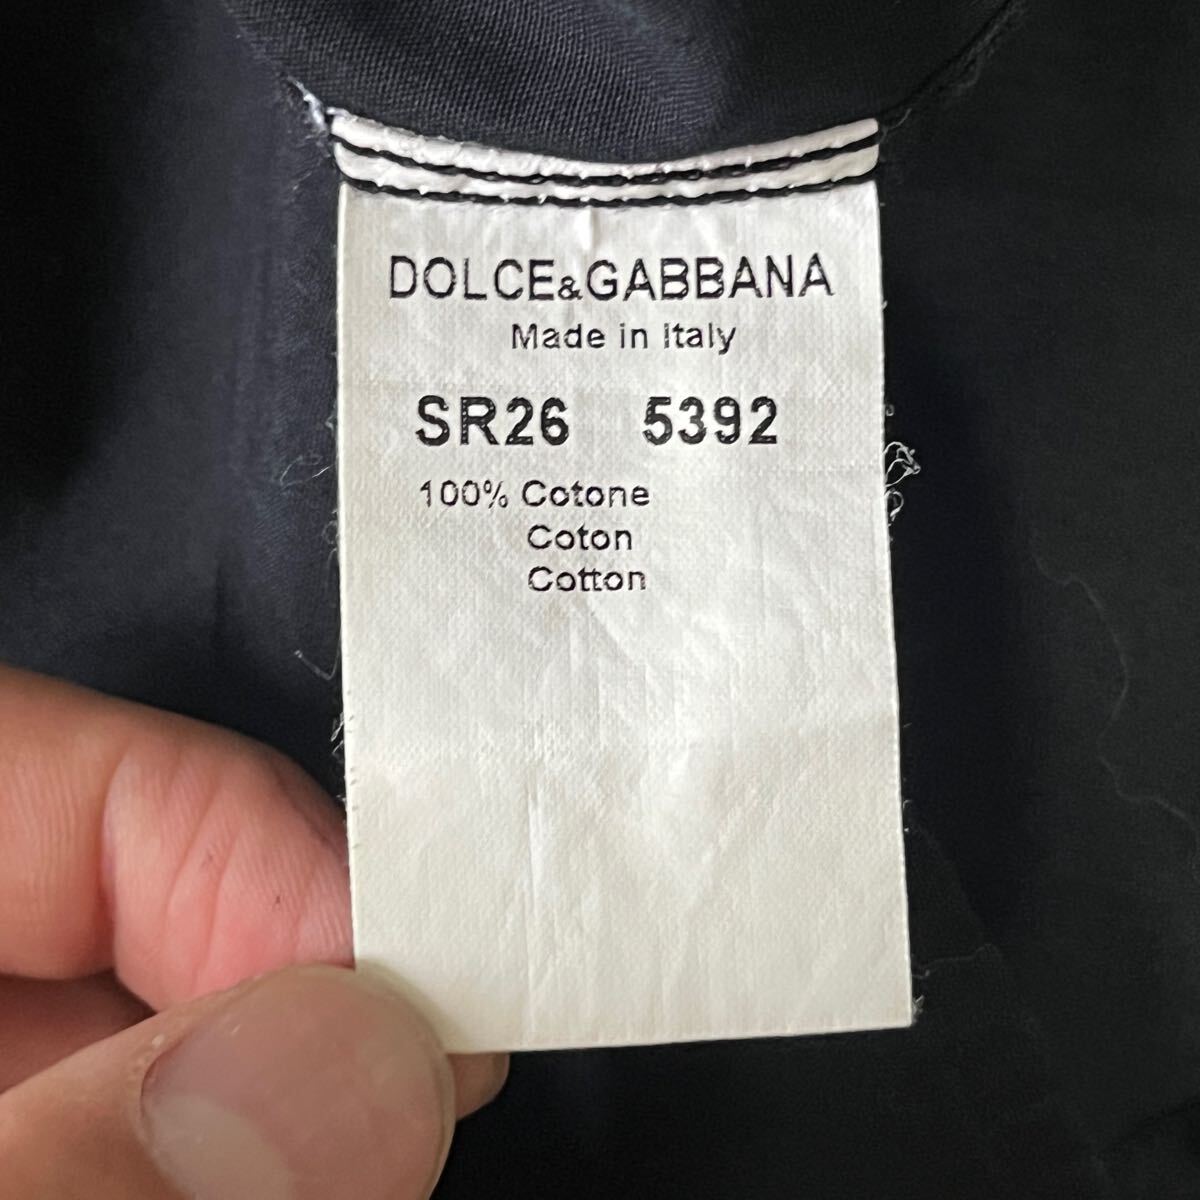 DOLCE&GABBANA
Made in Italy
SR26 5392
100% Cotone
Coton
Cotton